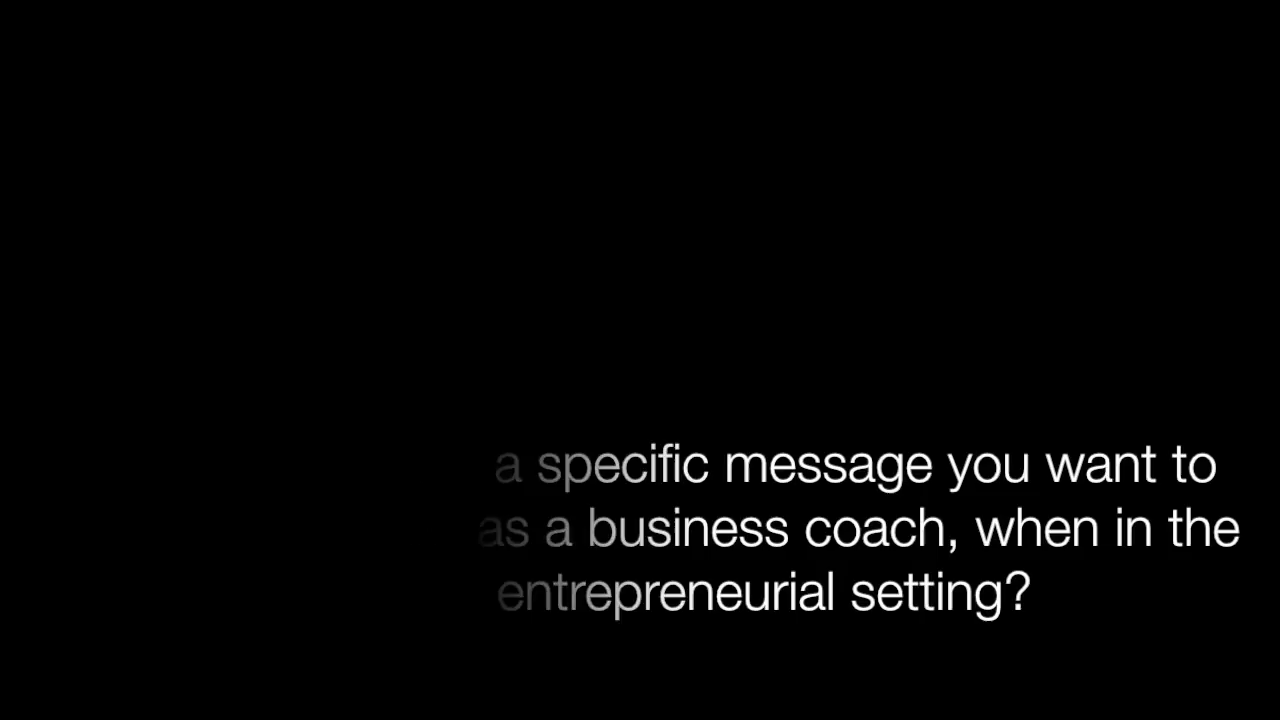 a specific message you want to
as a business coach, when in the
entrepreneurial setting?